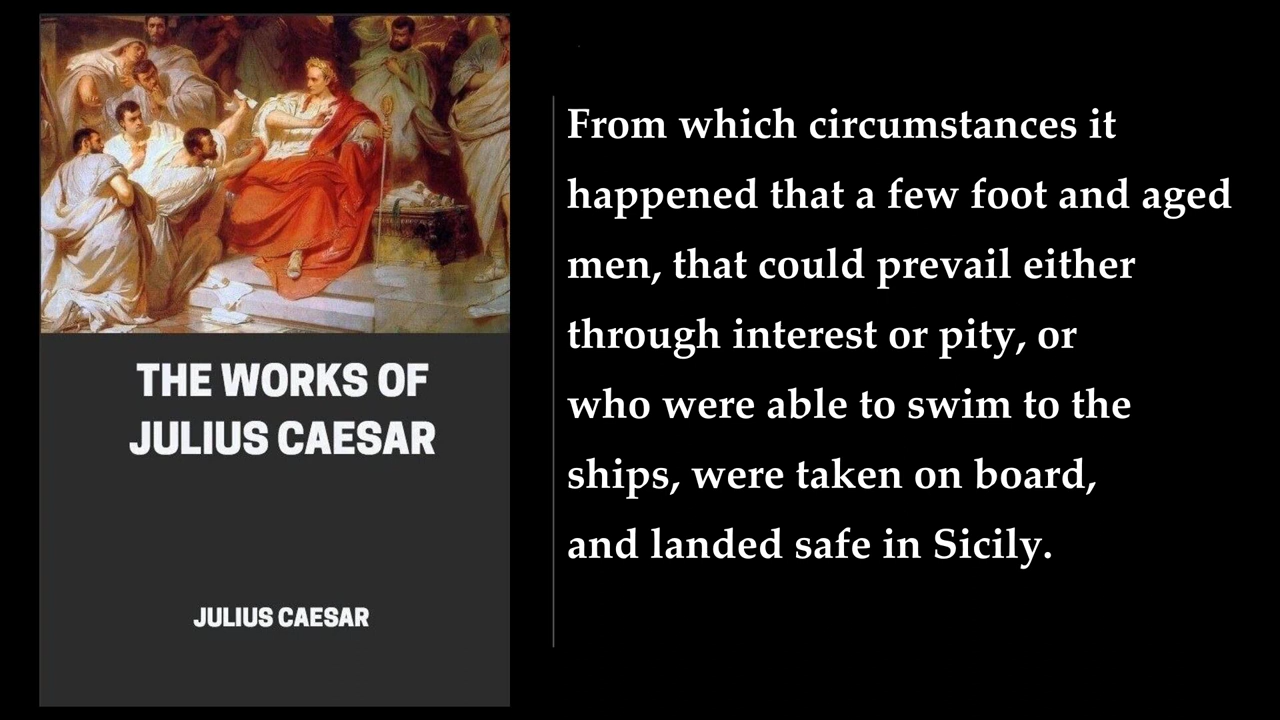 THE WORKS OF
JULIUS CAESAR
JULIUS CAESAR
From which circumstances it
happened that a few foot and aged
men, that could prevail either
through interest or pity, or
who were able to swim to the
ships, were taken on board,
and landed safe in Sicily.